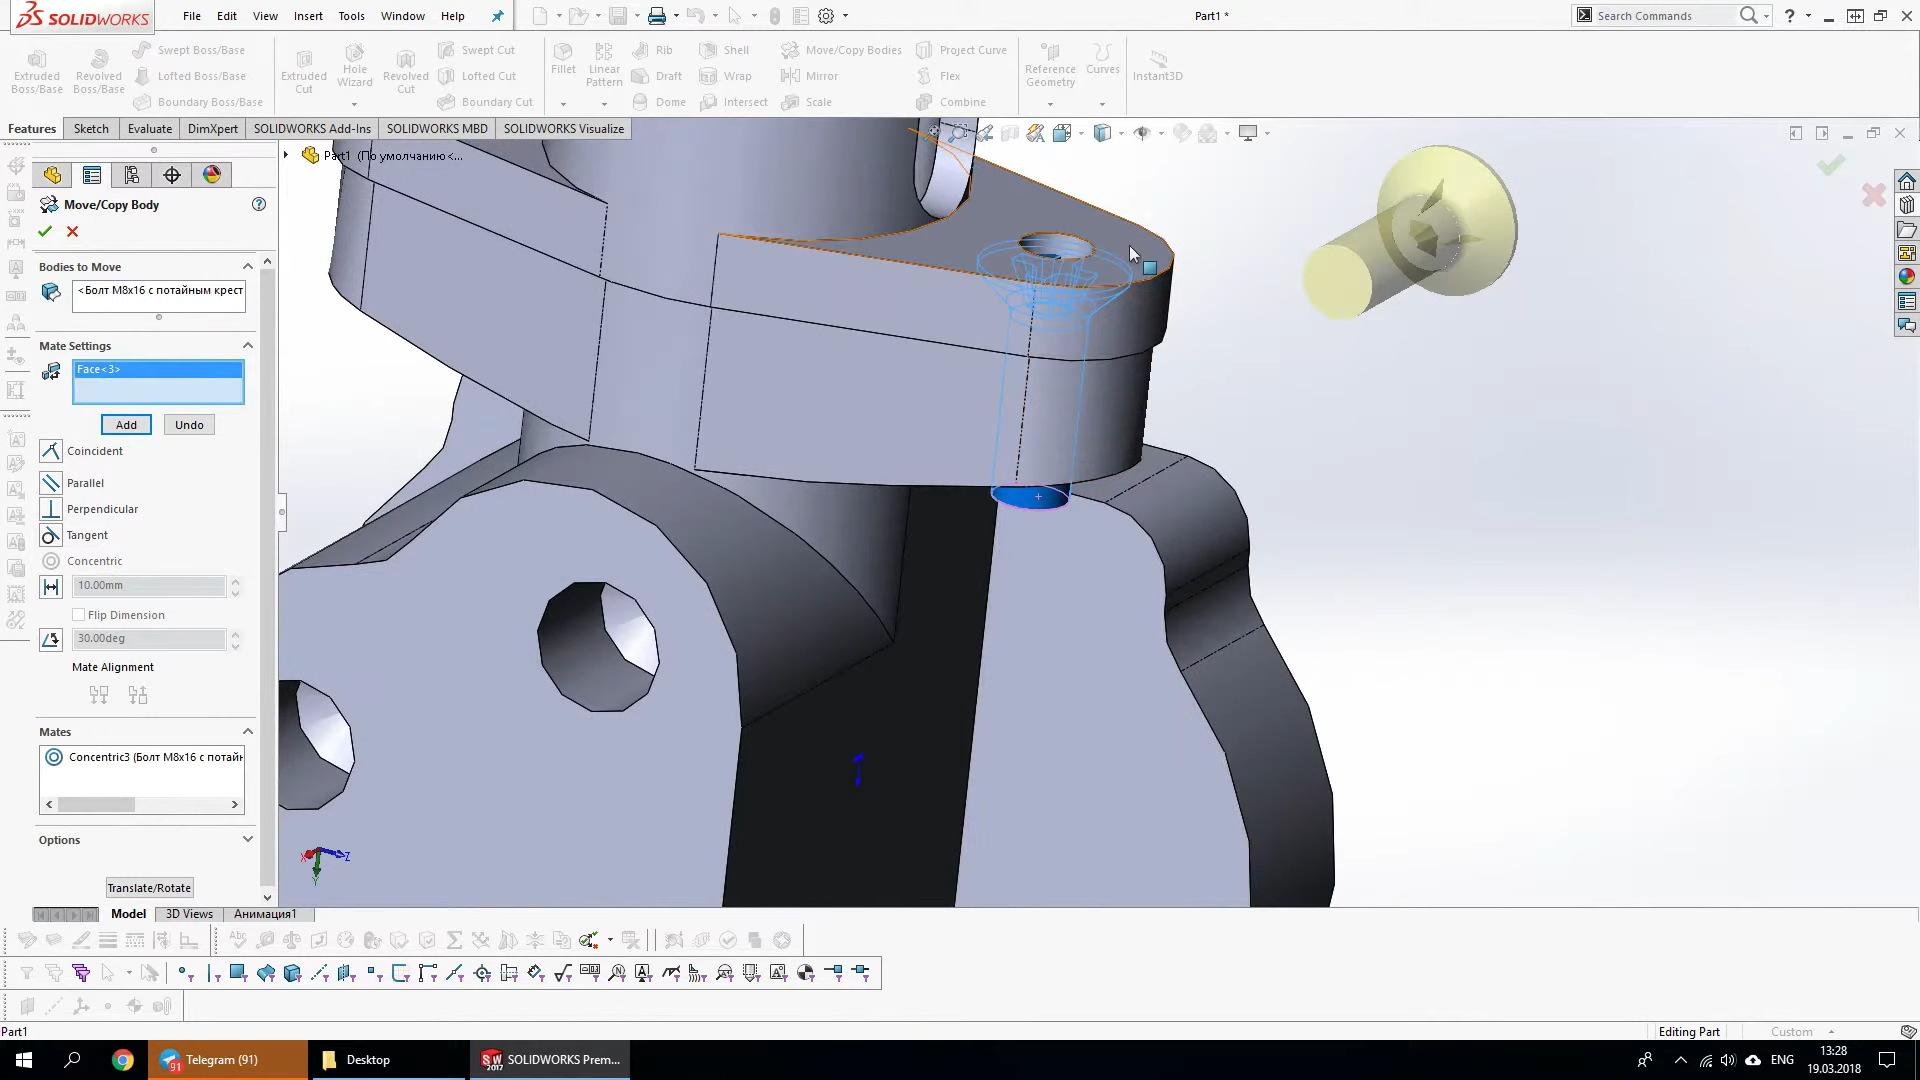 SOLIDWORKS
File Edit View Insert Tools Window Help
Part1 *
Search Commands
Extruded Boss/Base
Revolved Boss/Base
Swept Boss/Base
Lofted Boss/Base
Boundary Boss/Base
Extruded Cut
Hole Wizard
Revolved Cut
Swept Cut
Lofted Cut
Boundary Cut
Fillet
Linear Pattern
Rib
Draft
Dome
Shell
Wrap
Intersect
Move/Copy Bodies
Mirror
Scale
Project Curve
Flex
Combine
Reference Geometry
Curves
Instant3D
Features Sketch Evaluate DimXpert SOLIDWORKS Add-Ins SOLIDWORKS MBD SOLIDWORKS Visualize
Part1 (По умолчанию<...
Move/Copy Body
Bodies to Move
<Болт M8x16 с потайным крест
Mate Settings
Face<3>
Add Undo
Coincident
Parallel
Perpendicular
Tangent
Concentric
10.00mm
Flip Dimension
30.00deg
Mate Alignment
Mates
Concentric3 (Болт M8x16 с потайн
Options
Translate/Rotate
X Z
Y
Model 3D Views Анимация1
Part1
Editing Part
Custom
91 Telegram (91)
Desktop
SW 2017 SOLIDWORKS Prem...
ENG
13:28
19.03.2018